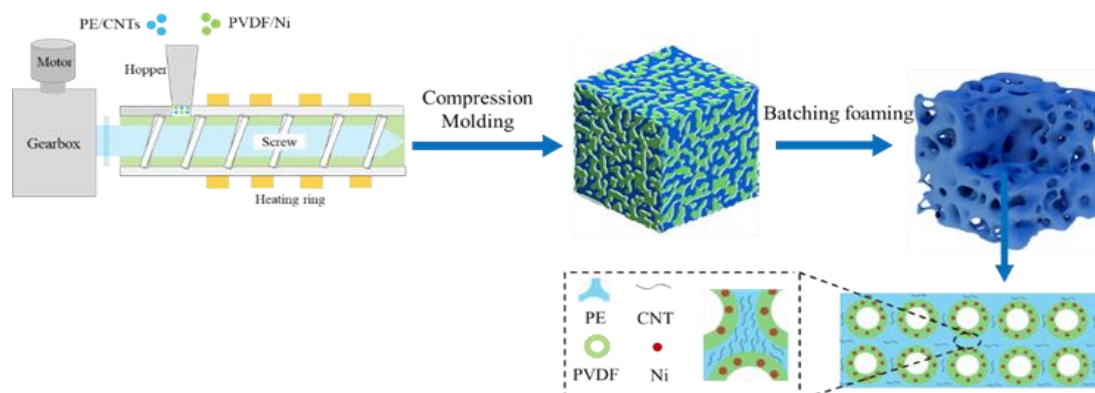 PE/CNTs
PVDF/Ni
Motor
Hopper
Gearbox
Screw
Heating ring
Compression
Molding
Batching foaming
PE
CNT
PVDF
Ni